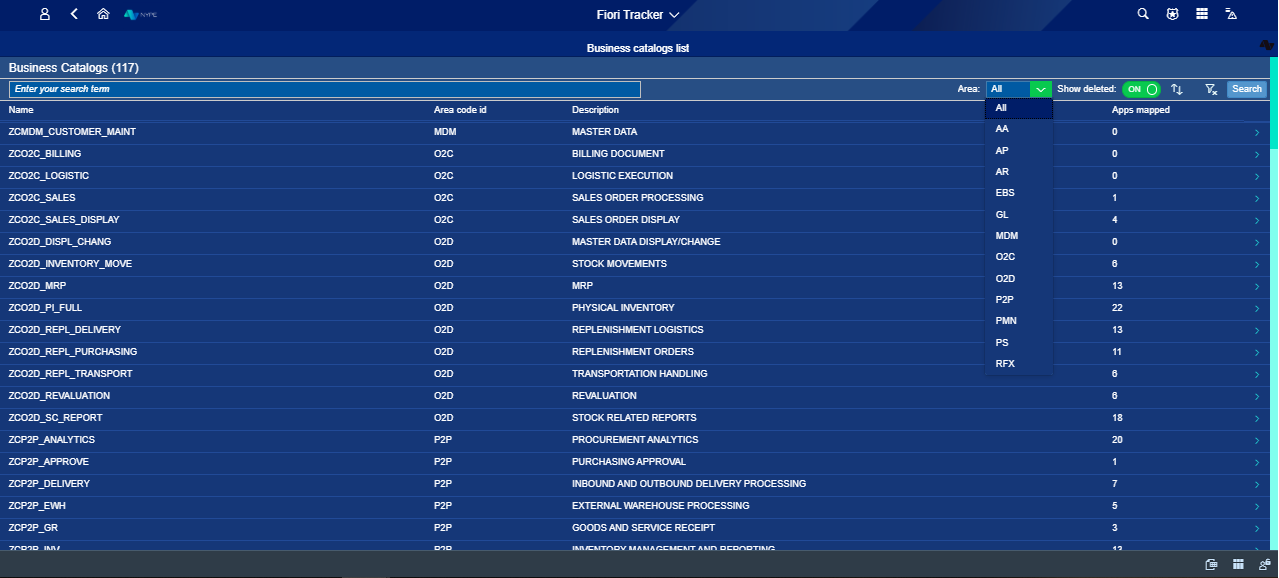 NYPE
Fiori Tracker
Business catalogs list
Business Catalogs (117)
Enter your search term
Area: All Show deleted: ON Search
Name Area code id Description Apps mapped
All
AA
AP
AR
EBS
GL
MDM
O2C
O2D
P2P
PMN
PS
RFX
ZCMDM_CUSTOMER_MAINT MDM MASTER DATA 0
ZCO2C_BILLING O2C BILLING DOCUMENT 0
ZCO2C_LOGISTIC O2C LOGISTIC EXECUTION 0
ZCO2C_SALES O2C SALES ORDER PROCESSING 1
ZCO2C_SALES_DISPLAY O2C SALES ORDER DISPLAY 4
ZCO2D_DISPL_CHANG O2D MASTER DATA DISPLAY/CHANGE 0
ZCO2D_INVENTORY_MOVE O2D STOCK MOVEMENTS 6
ZCO2D_MRP O2D MRP 13
ZCO2D_PI_FULL O2D PHYSICAL INVENTORY 22
ZCO2D_REPL_DELIVERY O2D REPLENISHMENT LOGISTICS 13
ZCO2D_REPL_PURCHASING O2D REPLENISHMENT ORDERS 11
ZCO2D_REPL_TRANSPORT O2D TRANSPORTATION HANDLING 6
ZCO2D_REVALUATION O2D REVALUATION 6
ZCO2D_SC_REPORT O2D STOCK RELATED REPORTS 18
ZCP2P_ANALYTICS P2P PROCUREMENT ANALYTICS 20
ZCP2P_APPROVE P2P PURCHASING APPROVAL 1
ZCP2P_DELIVERY P2P INBOUND AND OUTBOUND DELIVERY PROCESSING 7
ZCP2P_EWH P2P EXTERNAL WAREHOUSE PROCESSING 5
ZCP2P_GR P2P GOODS AND SERVICE RECEIPT 3
ZCP2P_INV P2P INVENTORY MANAGEMENT AND REPORTING